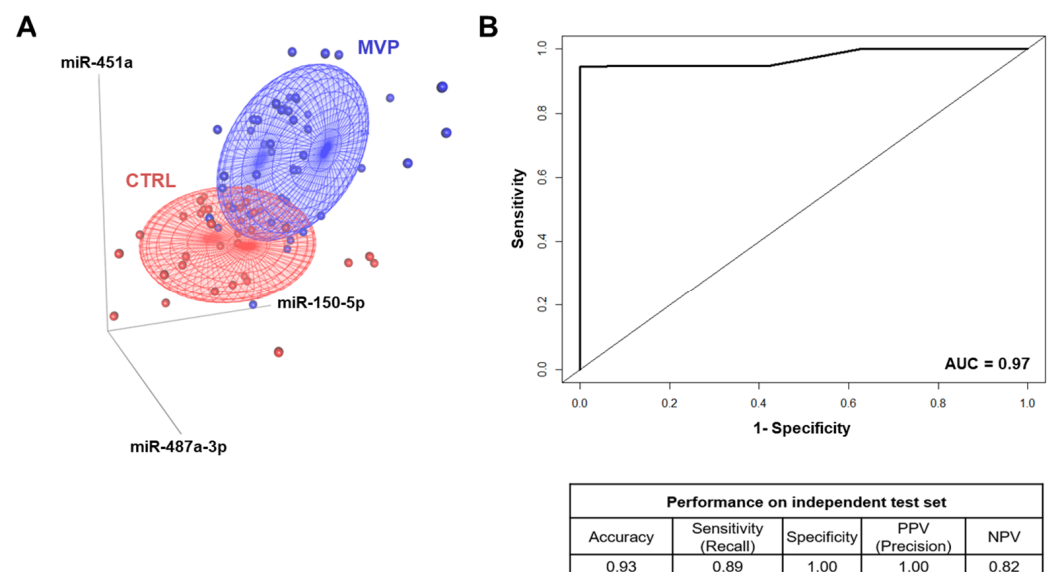 A
miR-451a
MVP
CTRL
miR-150-5p
miR-487a-3p
B
Sensitivity
1.0
0.8
0.6
0.4
0.2
0.0
AUC = 0.97
0.0 0.2 0.4 0.6 0.8 1.0
1- Specificity
Performance on independent test set
Accuracy Sensitivity (Recall) Specificity PPV (Precision) NPV
0.93 0.89 1.00 1.00 0.82